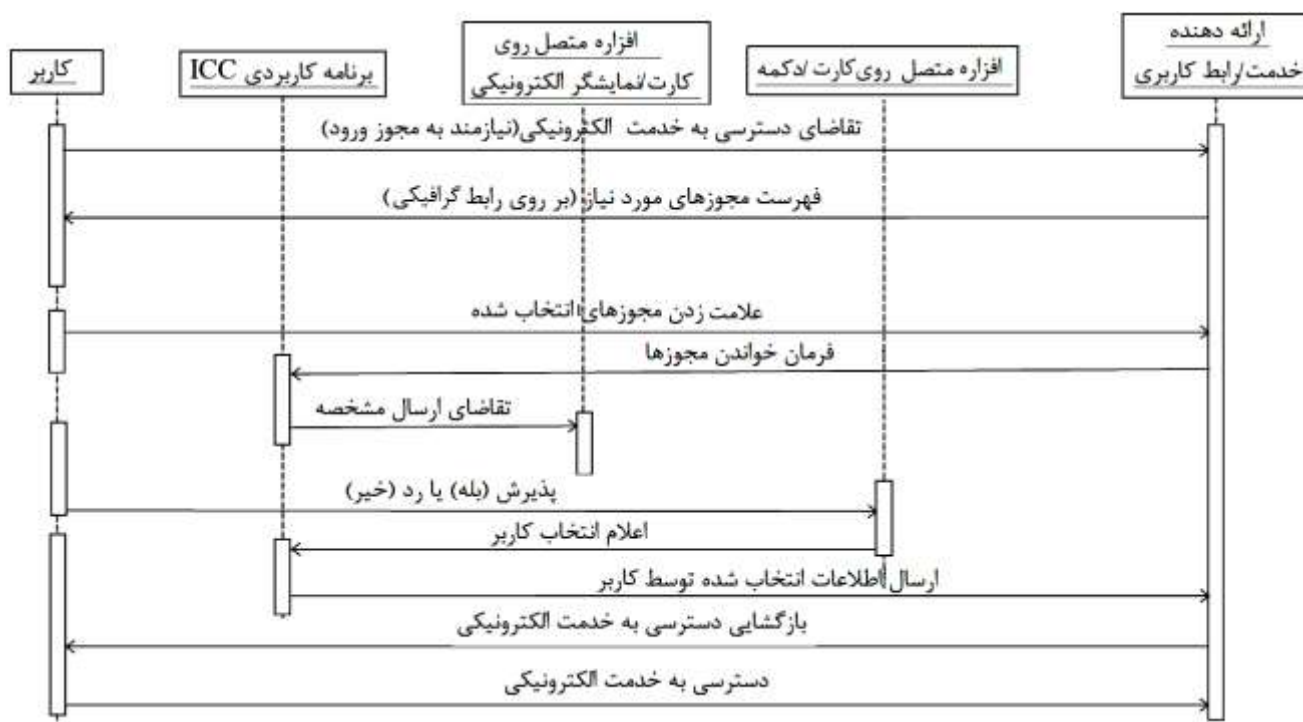 ارائه دهنده
خدمت/رابط کاربری
افزاره متصل روی کارت/دکمه
افزاره متصل روی
کارت/نمایشگر الکترونیکی
برنامه کاربردی ICC
کاربر
تقاضای دسترسی به خدمت الکترونیکی(نیازمند به مجوز ورود)
فهرست مجوزهای مورد نیاز (بر روی رابط گرافیکی)
علامت زدن مجوزهای انتخاب شده
فرمان خواندن مجوزها
تقاضای ارسال مشخصه
پذیرش (بله) یا رد (خیر)
اعلام انتخاب کاربر
ارسال اطلاعات انتخاب شده توسط کاربر
بازگشایی دسترسی به خدمت الکترونیکی
دسترسی به خدمت الکترونیکی